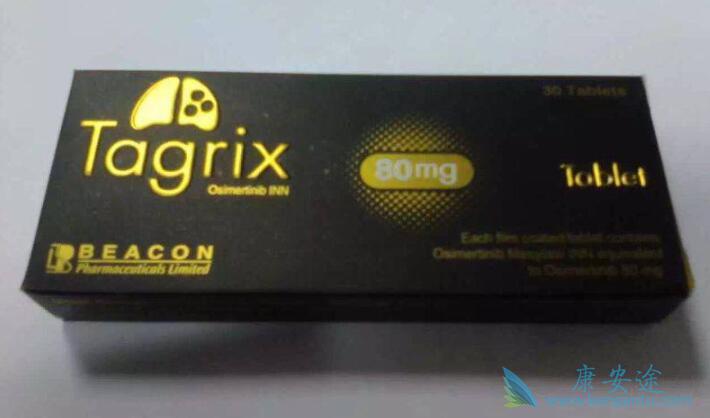 30 Tablets
Tagrix
Osimertinib INN
80mg
Tablet
BEACON
Pharmaceuticals Limited
Each film coated tablet contains
Osimertinib Mesylate INN equivalent
to Osimertinib 80 mg
康安途